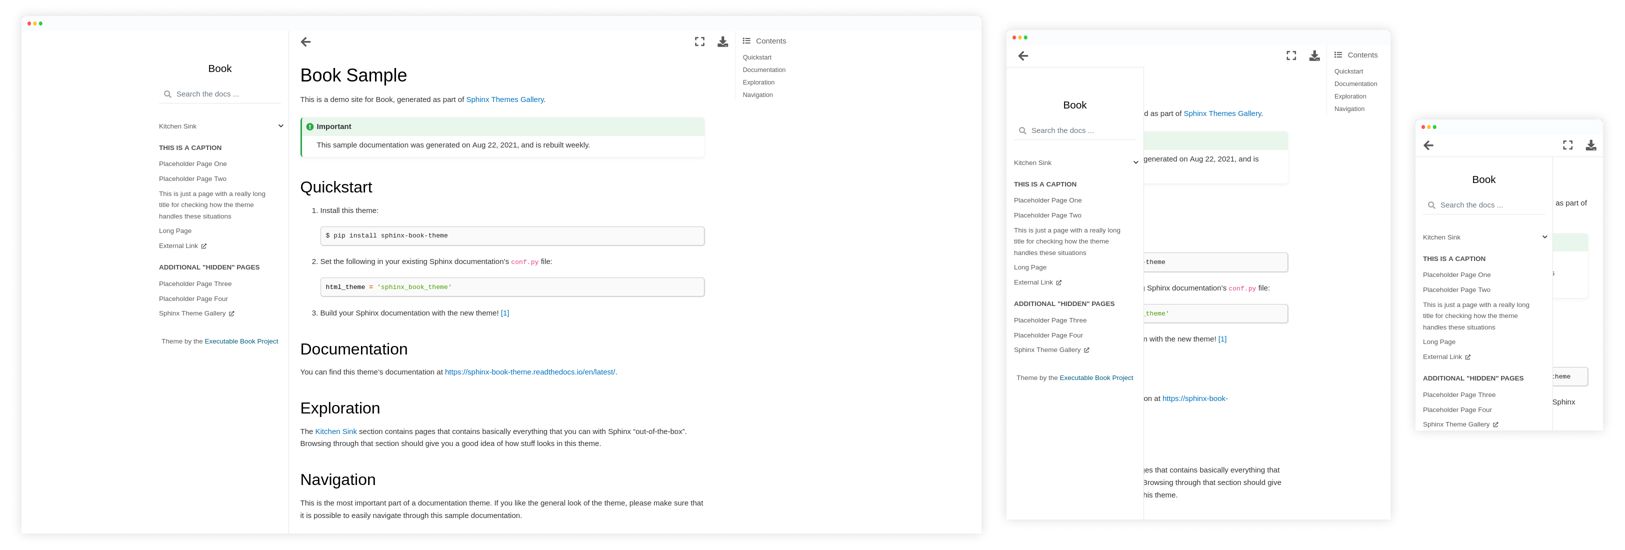 Book
Search the docs ...
Kitchen Sink
THIS IS A CAPTION
Placeholder Page One
Placeholder Page Two
This is just a page with a really long
title for checking how the theme
handles these situations
Long Page
External Link
ADDITIONAL "HIDDEN" PAGES
Placeholder Page Three
Placeholder Page Four
Sphinx Theme Gallery
Theme by the Executable Book Project
Book Sample
This is a demo site for Book, generated as part of Sphinx Themes Gallery.
Important
This sample documentation was generated on Aug 22, 2021, and is rebuilt weekly.
Quickstart
1. Install this theme:
$ pip install sphinx-book-theme
2. Set the following in your existing Sphinx documentation's conf.py file:
html_theme = 'sphinx_book_theme'
3. Build your Sphinx documentation with the new theme! [1]
Documentation
You can find this theme's documentation at https://sphinx-book-theme.readthedocs.io/en/latest/.
Exploration
The Kitchen Sink section contains pages that contains basically everything that you can with Sphinx "out-of-the-box".
Browsing through that section should give you a good idea of how stuff looks in this theme.
Navigation
This is the most important part of a documentation theme. If you like the general look of the theme, please make sure that
it is possible to easily navigate through this sample documentation.
Contents
Quickstart
Documentation
Exploration
Navigation
Book
Search the docs ...
Kitchen Sink
THIS IS A CAPTION
Placeholder Page One
Placeholder Page Two
This is just a page with a really long
title for checking how the theme
handles these situations
Long Page
External Link
ADDITIONAL "HIDDEN" PAGES
Placeholder Page Three
Placeholder Page Four
Sphinx Theme Gallery
Theme by the Executable Book Project
d as part of Sphinx Themes Gallery.
generated on Aug 22, 2021, and is
-theme
Sphinx documentation's conf.py file:
_theme'
with the new theme! [1]
on at https://sphinx-book-
ges that contains basically everything that
Browsing through that section should give
his theme.
Contents
Quickstart
Documentation
Exploration
Navigation
Book
Search the docs ...
Kitchen Sink
THIS IS A CAPTION
Placeholder Page One
Placeholder Page Two
This is just a page with a really long
title for checking how the theme
handles these situations
Long Page
External Link
ADDITIONAL "HIDDEN" PAGES
Placeholder Page Three
Placeholder Page Four
Sphinx Theme Gallery
as part of
s
theme
Sphinx